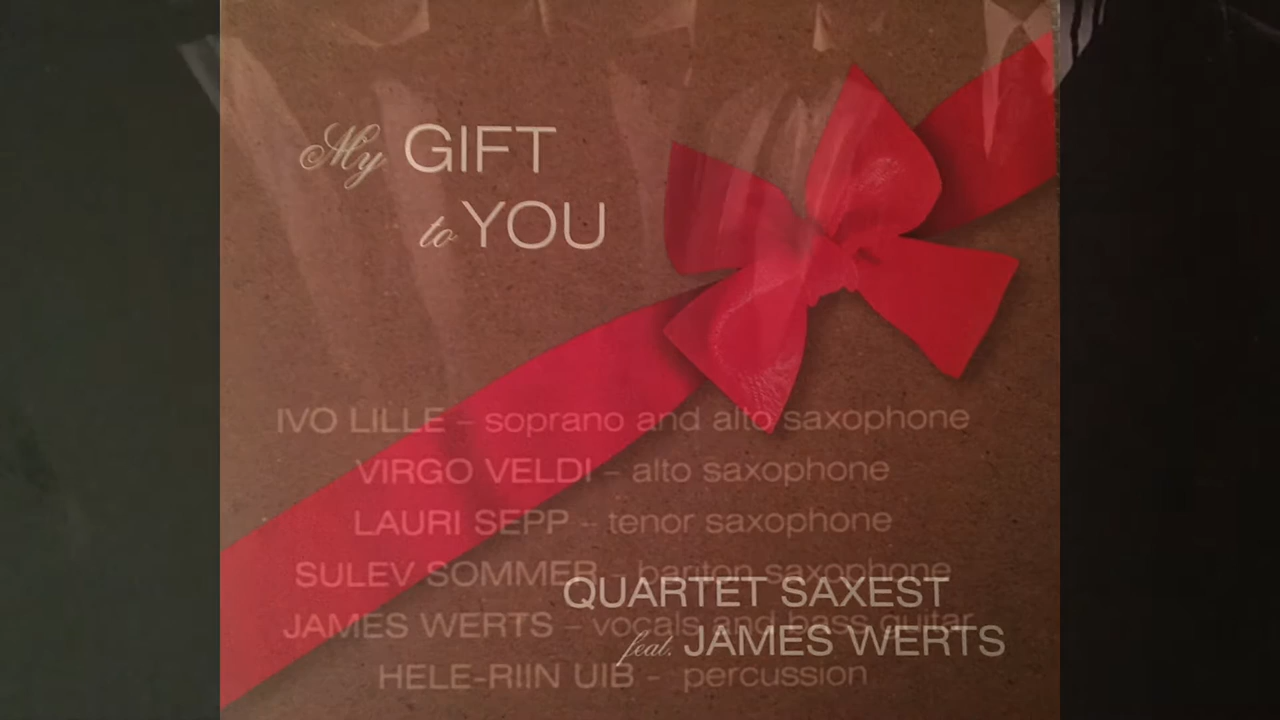 My GIFT
to YOU
IVO LILLE – soprano and alto saxophone
VIRGO VELDI – alto saxophone
LAURI SEPP – tenor saxophone
SULEV SOMMER – bariton saxophone
QUARTET SAXEST
JAMES WERTS – vocals and bass guitar
feat. JAMES WERTS
HELE-RIIN UIB - percussion